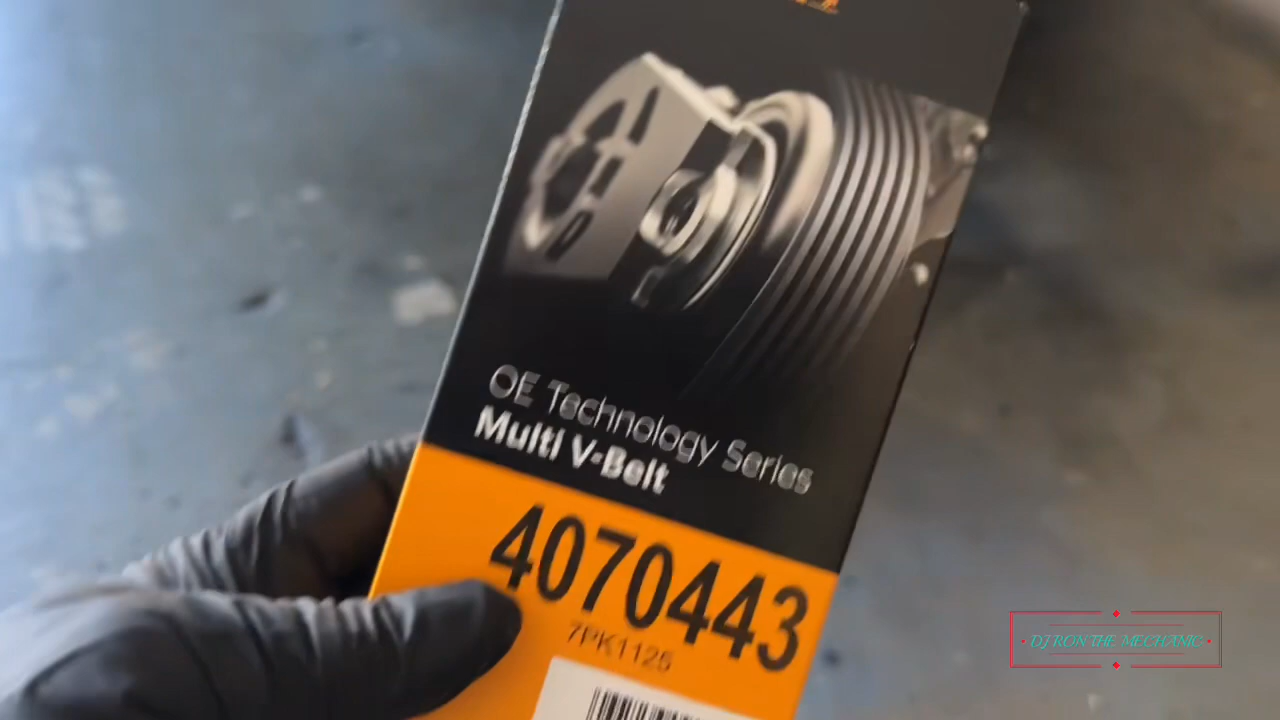 OE Technology Series
Multi V-Belt
4070443
7PK1125
DJ RON THE MECHANIC